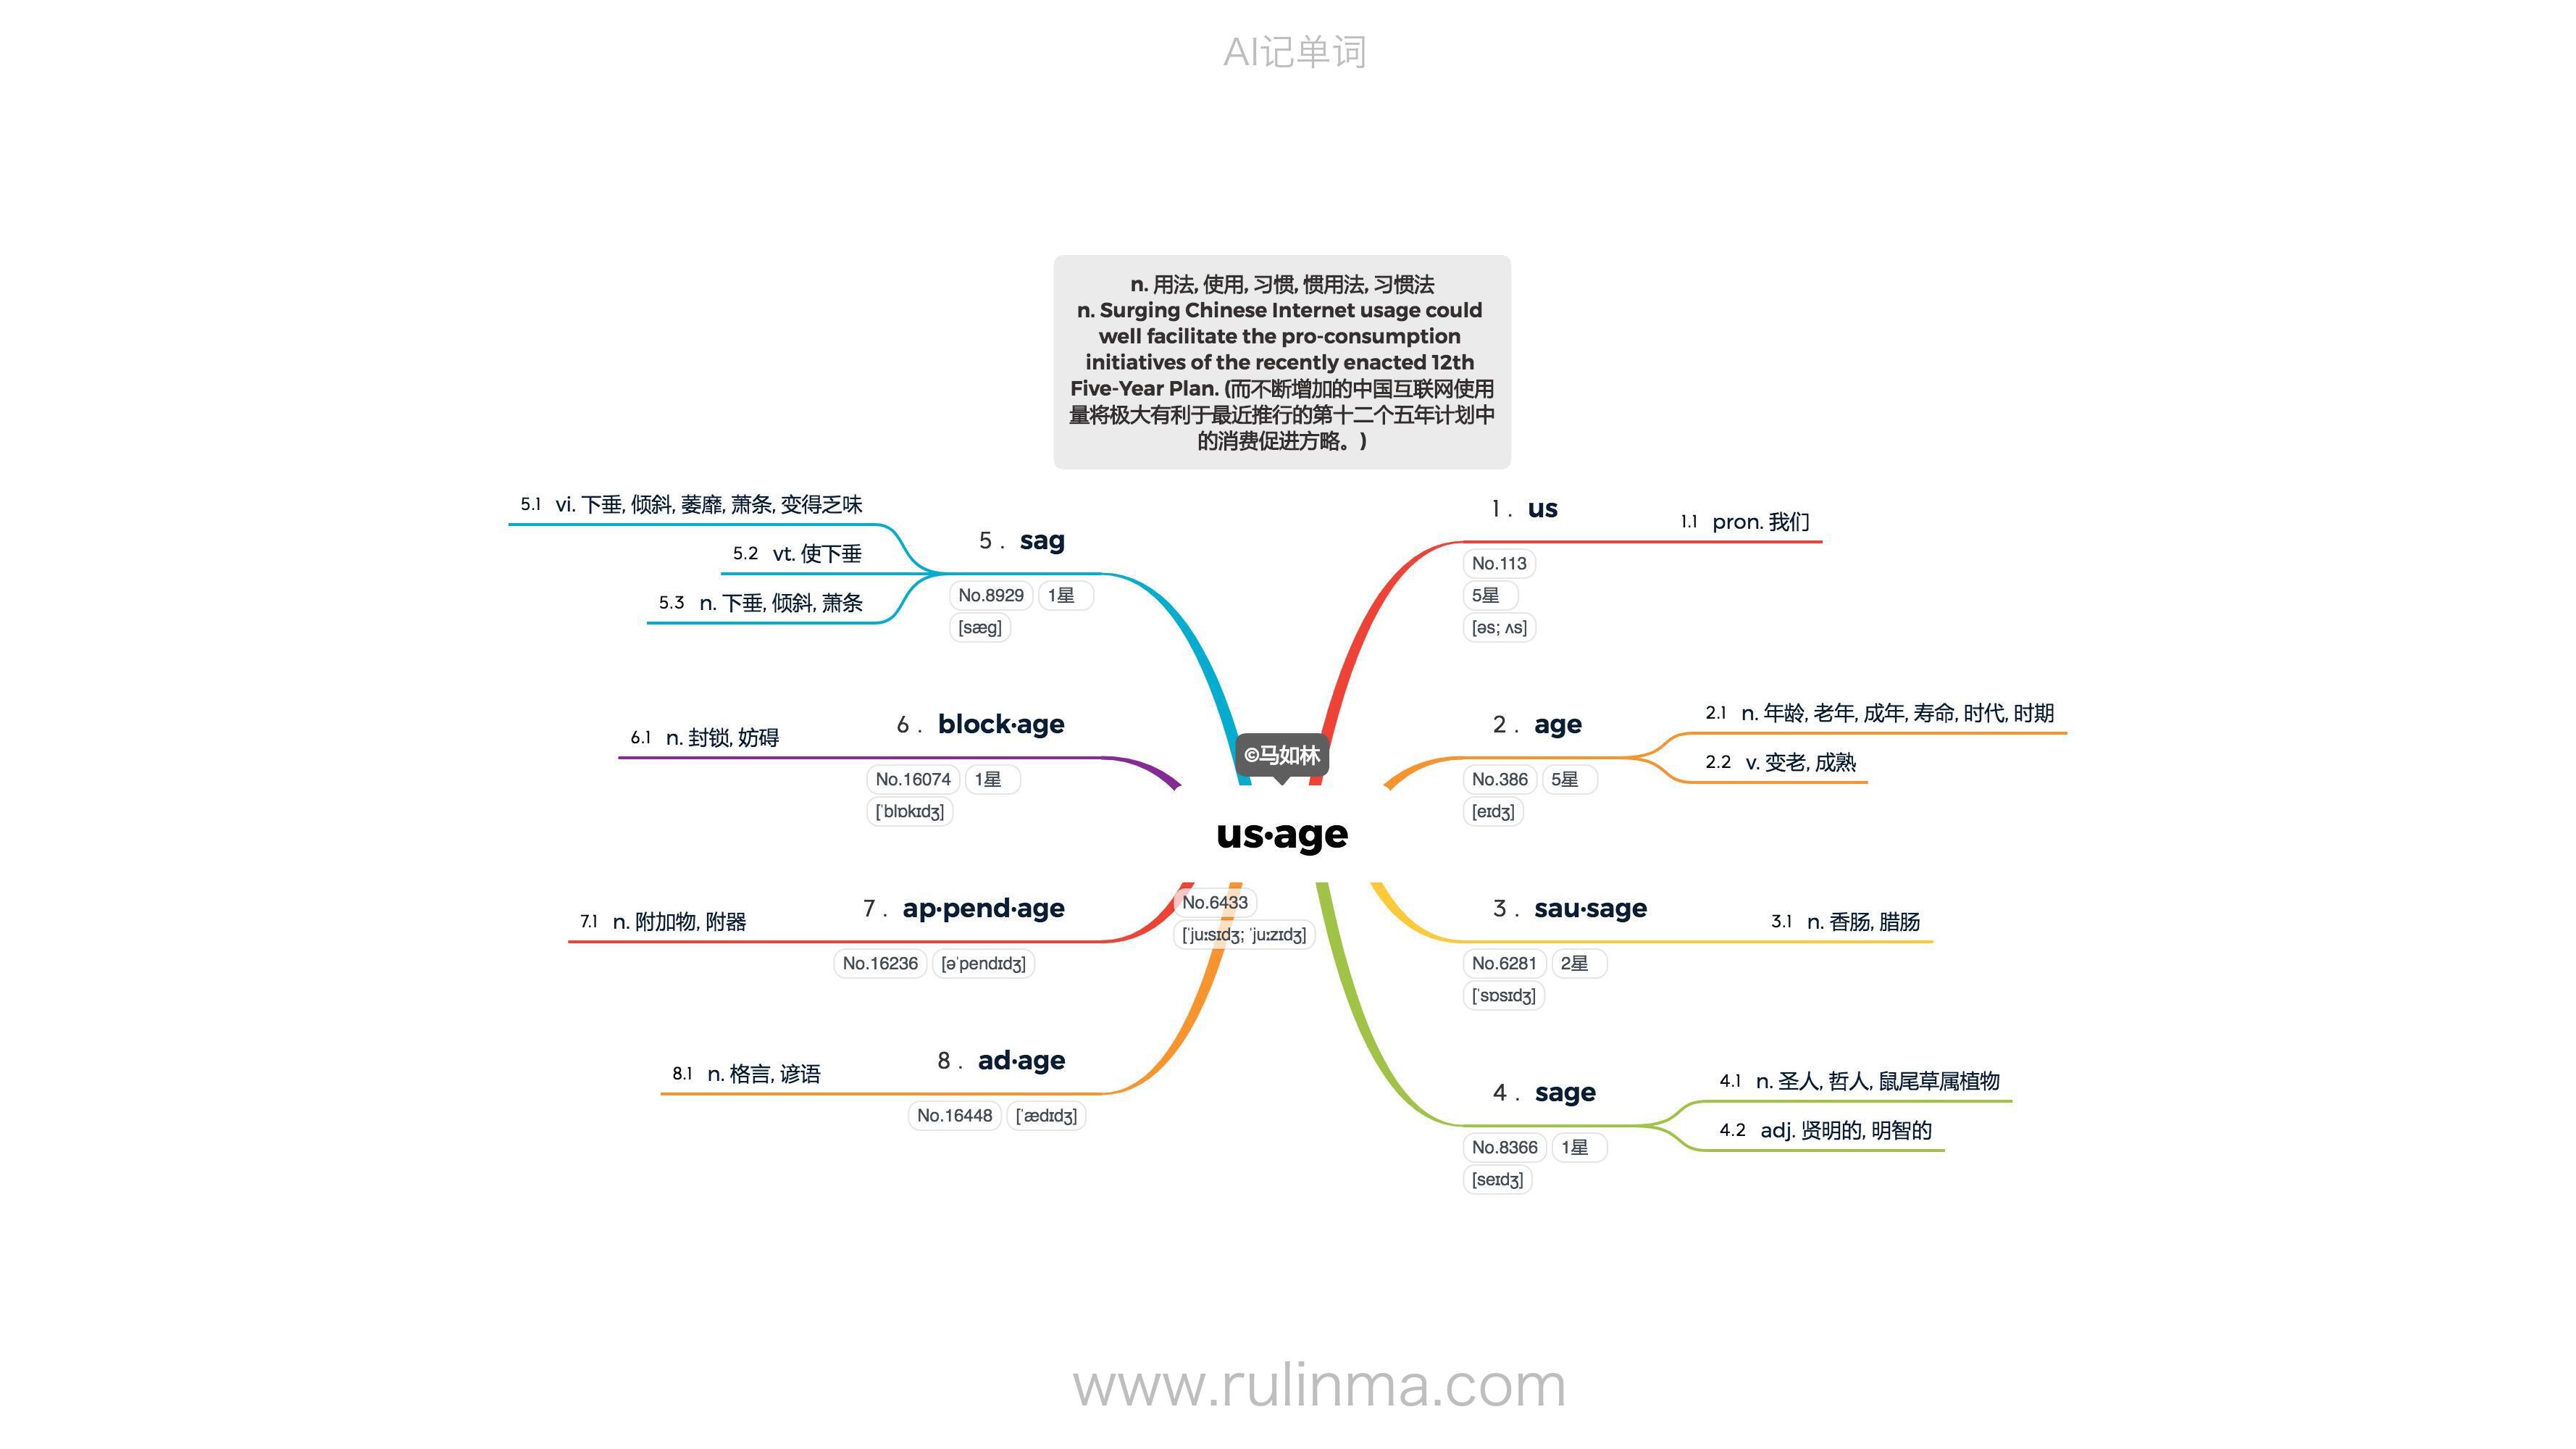 AI记单词
n. 用法, 使用, 习惯, 惯用法, 习惯法
n. Surging Chinese Internet usage could
well facilitate the pro-consumption
initiatives of the recently enacted 12th
Five-Year Plan. (而不断增加的中国互联网使用
量将极大有利于最近推行的第十二个五年计划中
的消费促进方略。)
©马如林
us·age
No.6433
[ˈjuːsɪdʒ; ˈjuːzɪdʒ]
1 . us
No.113
5星
[əs; ʌs]
1.1 pron. 我们
2 . age
No.386 5星
[eɪdʒ]
2.1 n. 年龄, 老年, 成年, 寿命, 时代, 时期
2.2 v. 变老, 成熟
3 . sau·sage
No.6281 2星
[ˈsɒsɪdʒ]
3.1 n. 香肠, 腊肠
4 . sage
No.8366 1星
[seɪdʒ]
4.1 n. 圣人, 哲人, 鼠尾草属植物
4.2 adj. 贤明的, 明智的
5 . sag
No.8929 1星
[sæg]
5.1 vi. 下垂, 倾斜, 萎靡, 萧条, 变得乏味
5.2 vt. 使下垂
5.3 n. 下垂, 倾斜, 萧条
6 . block·age
No.16074 1星
[ˈblɒkɪdʒ]
6.1 n. 封锁, 妨碍
7 . ap·pend·age
No.16236 [əˈpendɪdʒ]
7.1 n. 附加物, 附器
8 . ad·age
No.16448 [ˈædɪdʒ]
8.1 n. 格言, 谚语
www.rulinma.com